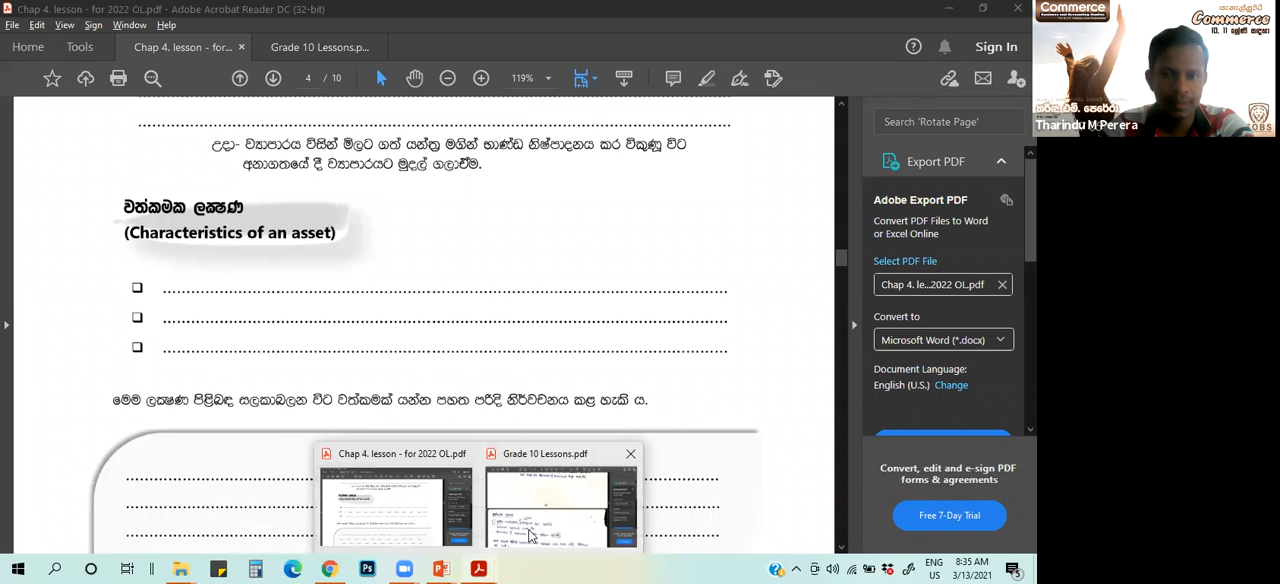 Chap 4. lesson - for 2022 OL.pdf - Adobe Acrobat Reader DC (32-bit)
File Edit View Sign Window Help
Home Tools Chap 4. lesson - for... × Grade 10 Lessons.p... Sign In
4 / 10 119%
උදා- ව්‍යාපාරය විසින් මිලට ගත් යන්ත්‍ර මගින් භාණ්ඩ නිෂ්පාදනය කර විකුණූ විට
අනාගතයේ දී ව්‍යාපාරයට මුදල් ගලාඒම.
වත්කමක ලක්‍ෂණ
(Characteristics of an asset)
මෙම ලක්‍ෂණ පිළිබඳ සලකාබලන විට වත්කමක් යන්න පහත පරිදි නිර්වචනය කළ හැකි ය.
Search 'Rotate Page'
Export PDF
Adobe Export PDF
Convert PDF Files to Word
or Excel Online
Select PDF File
Chap 4. le...2022 OL.pdf
Convert to
Microsoft Word (*.docx)
Document Language:
English (U.S.) Change
Convert, edit and e-sign PDF
forms & agreements
Free 7-Day Trial
Chap 4. lesson - for 2022 OL.pdf
Grade 10 Lessons.pdf
ENG
US
8:35 AM
3/13/2021
5
Commerce
Business and Accounting Studies
Commerce
Tharindu M Perera